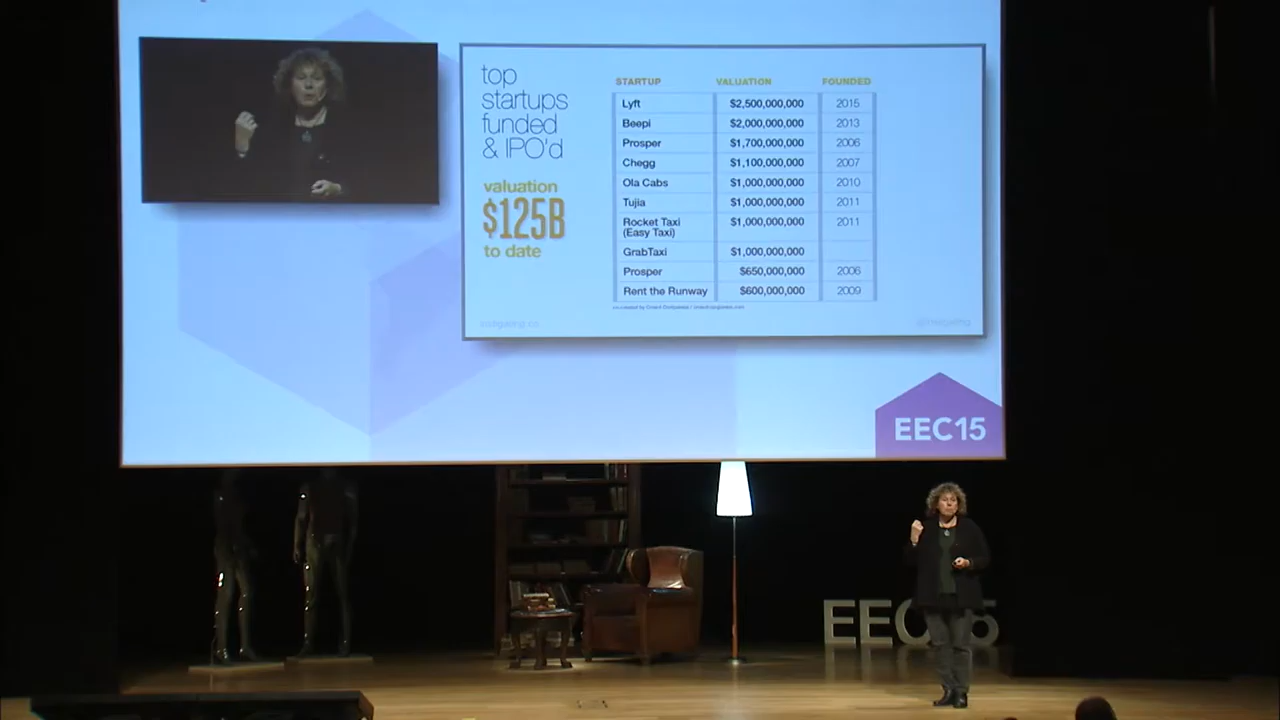 top
startups
funded
& IPO'd
valuation
$125B
to date
STARTUP VALUATION FOUNDED
Lyft $2,500,000,000 2015
Beepi $2,000,000,000 2013
Prosper $1,700,000,000 2006
Chegg $1,100,000,000 2007
Ola Cabs $1,000,000,000 2010
Tujia $1,000,000,000 2011
Rocket Taxi $1,000,000,000 2011
(Easy Taxi)
GrabTaxi $1,000,000,000
Prosper $650,000,000 2006
Rent the Runway $600,000,000 2009
EEC15
EEC15